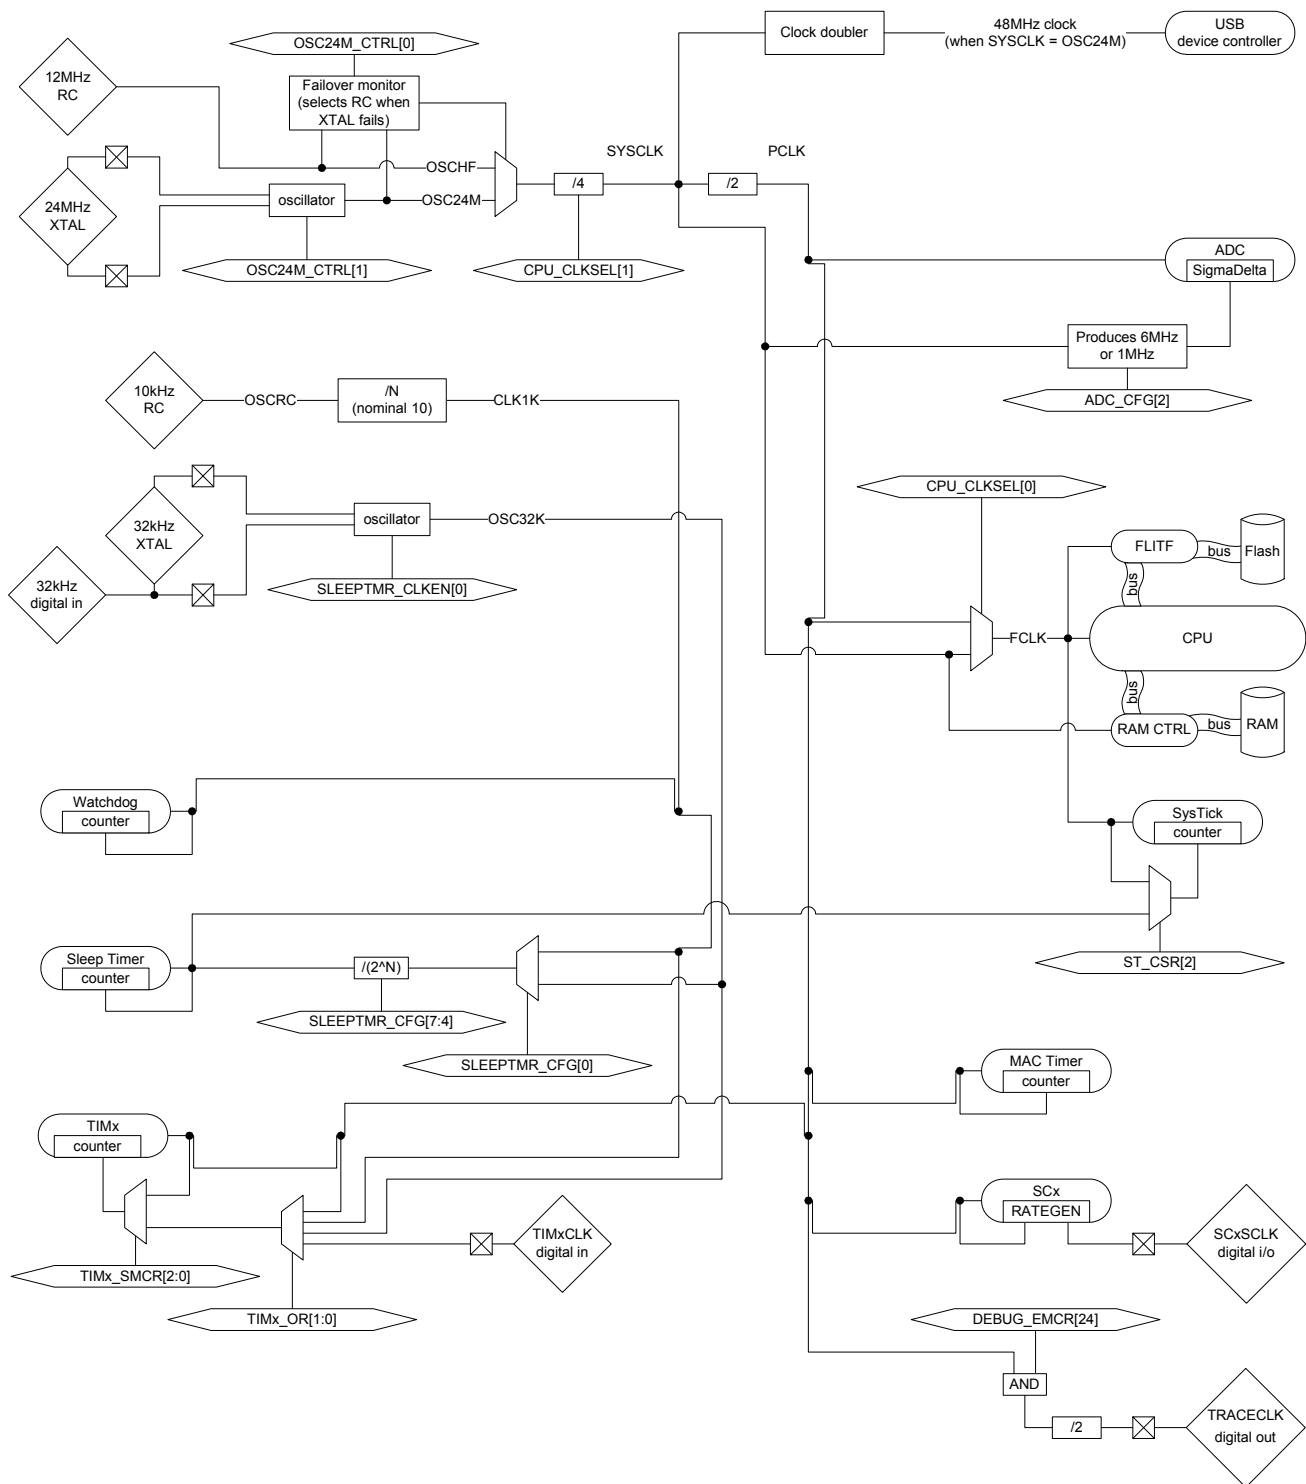 OSC24M_CTRL[0]
Clock doubler
48MHz clock
(when SYSCLK = OSC24M)
USB
device controller
12MHz
RC
Failover monitor
(selects RC when
XTAL fails)
OSCHF
SYSCLK
PCLK
/4
/2
24MHz
XTAL
oscillator
OSC24M
OSC24M_CTRL[1]
CPU_CLKSEL[1]
ADC
SigmaDelta
Produces 6MHz
or 1MHz
ADC_CFG[2]
10kHz
RC
OSCRC
/N
(nominal 10)
CLK1K
CPU_CLKSEL[0]
32kHz
XTAL
oscillator
OSC32K
SLEEPTMR_CLKEN[0]
32kHz
digital in
FLITF
bus
Flash
bus
FCLK
CPU
bus
RAM CTRL
bus
RAM
Watchdog
counter
SysTick
counter
ST_CSR[2]
Sleep Timer
counter
/(2^N)
SLEEPTMR_CFG[7:4]
SLEEPTMR_CFG[0]
MAC Timer
counter
TIMx
counter
TIMx_SMCR[2:0]
TIMx_OR[1:0]
TIMxCLK
digital in
SCx
RATEGEN
SCxSCLK
digital i/o
DEBUG_EMCR[24]
AND
/2
TRACECLK
digital out